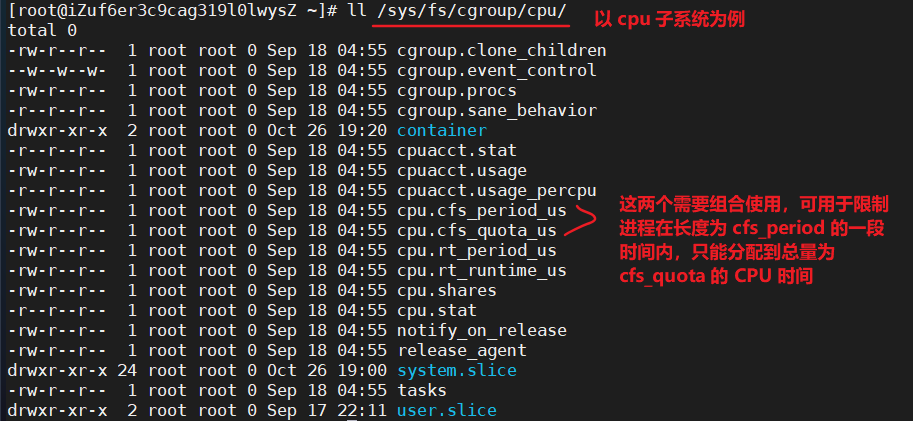 [root@iZuf6er3c9cag319l0lwysZ ~]# ll /sys/fs/cgroup/cpu/
以 cpu 子系统为例
total 0
-rw-r--r--  1 root root 0 Sep 18 04:55 cgroup.clone_children
--w--w--w-  1 root root 0 Sep 18 04:55 cgroup.event_control
-rw-r--r--  1 root root 0 Sep 18 04:55 cgroup.procs
-r--r--r--  1 root root 0 Sep 18 04:55 cgroup.sane_behavior
drwxr-xr-x  2 root root 0 Oct 26 19:20 container
-r--r--r--  1 root root 0 Sep 18 04:55 cpuacct.stat
-rw-r--r--  1 root root 0 Sep 18 04:55 cpuacct.usage
-r--r--r--  1 root root 0 Sep 18 04:55 cpuacct.usage_percpu
-rw-r--r--  1 root root 0 Sep 18 04:55 cpu.cfs_period_us
-rw-r--r--  1 root root 0 Sep 18 04:55 cpu.cfs_quota_us
-rw-r--r--  1 root root 0 Sep 18 04:55 cpu.rt_period_us
-rw-r--r--  1 root root 0 Sep 18 04:55 cpu.rt_runtime_us
-rw-r--r--  1 root root 0 Sep 18 04:55 cpu.shares
-r--r--r--  1 root root 0 Sep 18 04:55 cpu.stat
-rw-r--r--  1 root root 0 Sep 18 04:55 notify_on_release
-rw-r--r--  1 root root 0 Sep 18 04:55 release_agent
drwxr-xr-x 24 root root 0 Oct 26 19:00 system.slice
-rw-r--r--  1 root root 0 Sep 18 04:55 tasks
drwxr-xr-x  2 root root 0 Sep 17 22:11 user.slice
这两个需要组合使用，可用于限制
进程在长度为 cfs_period 的一段
时间内，只能分配到总量为
cfs_quota 的 CPU 时间